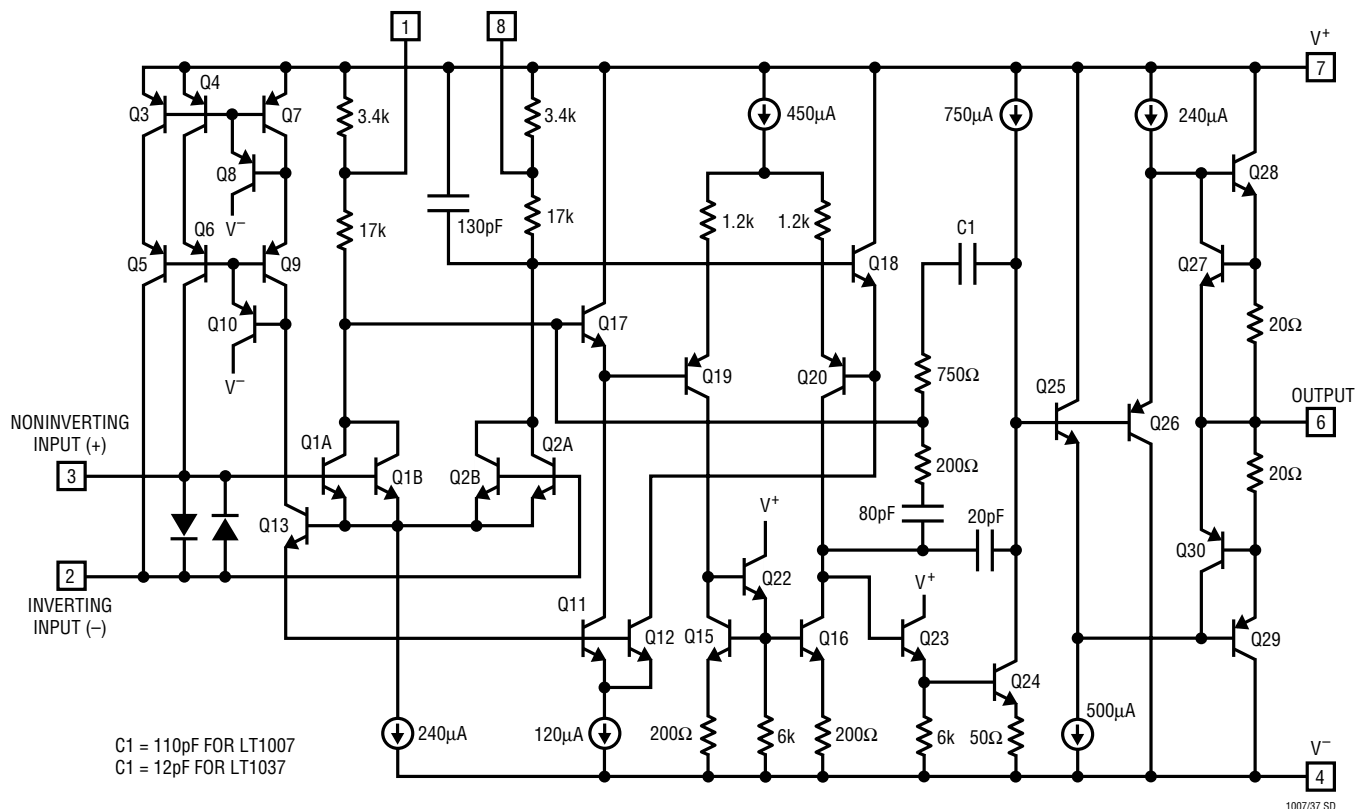 1
8
V+
7
Q3
Q4
Q7
3.4k
3.4k
450µA
750µA
240µA
Q8
Q28
V–
130pF
17k
17k
1.2k
1.2k
C1
Q5
Q6
Q9
Q18
Q27
Q10
Q17
20Ω
V–
Q19
Q20
750Ω
Q25
Q26
OUTPUT
6
NONINVERTING
INPUT (+)
3
Q1A
Q1B
Q2B
Q2A
200Ω
20Ω
80pF
20pF
Q13
V+
Q30
2
INVERTING
INPUT (–)
Q11
Q12
Q15
Q22
Q16
V+
Q23
Q24
Q29
240µA
120µA
200Ω
6k
200Ω
6k
50Ω
500µA
C1 = 110pF FOR LT1007
C1 = 12pF FOR LT1037
V–
4
1007/37 SD